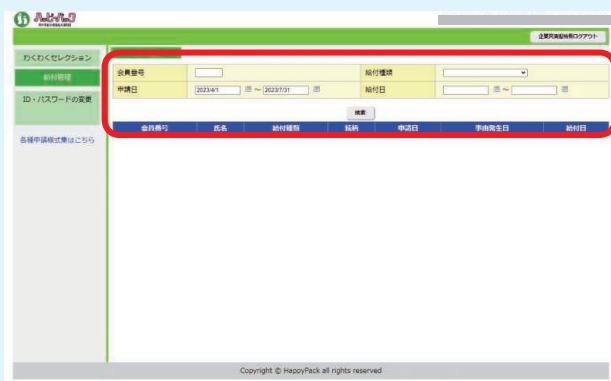 ハッピーパック
企業担当者情報ログアウト
わくわくセレクション
給付管理
ID・パスワードの変更
各種申請様式集はこちら
会員番号 給付種類
申請日 2023/4/1 ～ 2023/7/31 給付日 ～
検索
会員番号 氏名 給付種類 続柄 申請日 事由発生日 給付日
Copyright © HappyPack all rights reserved